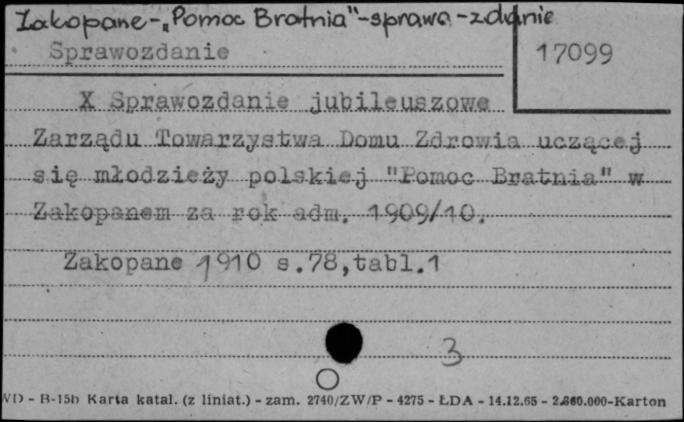 Zakopane-„Pomoc Bratnia"-sprawo-zdanie
Sprawozdanie
17099
X Sprawozdanie jubileuszowe
Zarządu Towarzystwa Domu Zdrowia uczącej
się młodzieży polskiej "Pomoc Bratnia" w
Zakopanem za rok adm. 1909/10.
Zakopane 1910 s.78,tabl.1
3
WD - B-15b Karta katal. (z liniat.) - zam. 2740/ZW/P - 4275 - ŁDA - 14.12.65 - 2.860.000-Karton